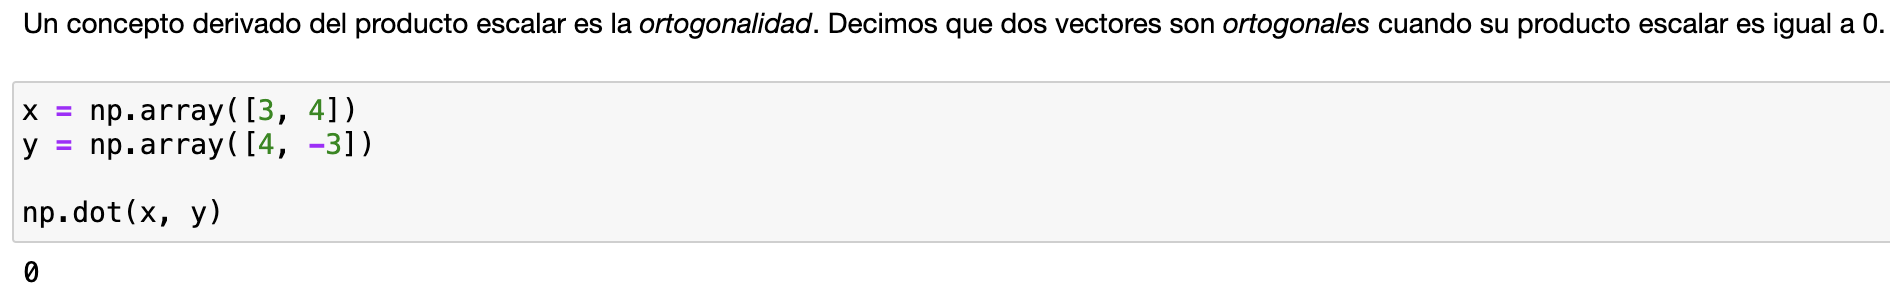 Un concepto derivado del producto escalar es la ortogonalidad. Decimos que dos vectores son ortogonales cuando su producto escalar es igual a 0.
x = np.array([3, 4])
y = np.array([4, -3])
np.dot(x, y)
0